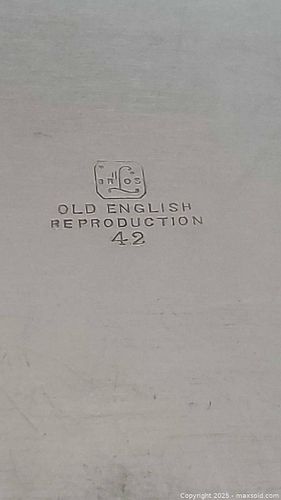 OLD ENGLISH
REPRODUCTION
42
Copyright 2025 - maxsold.com